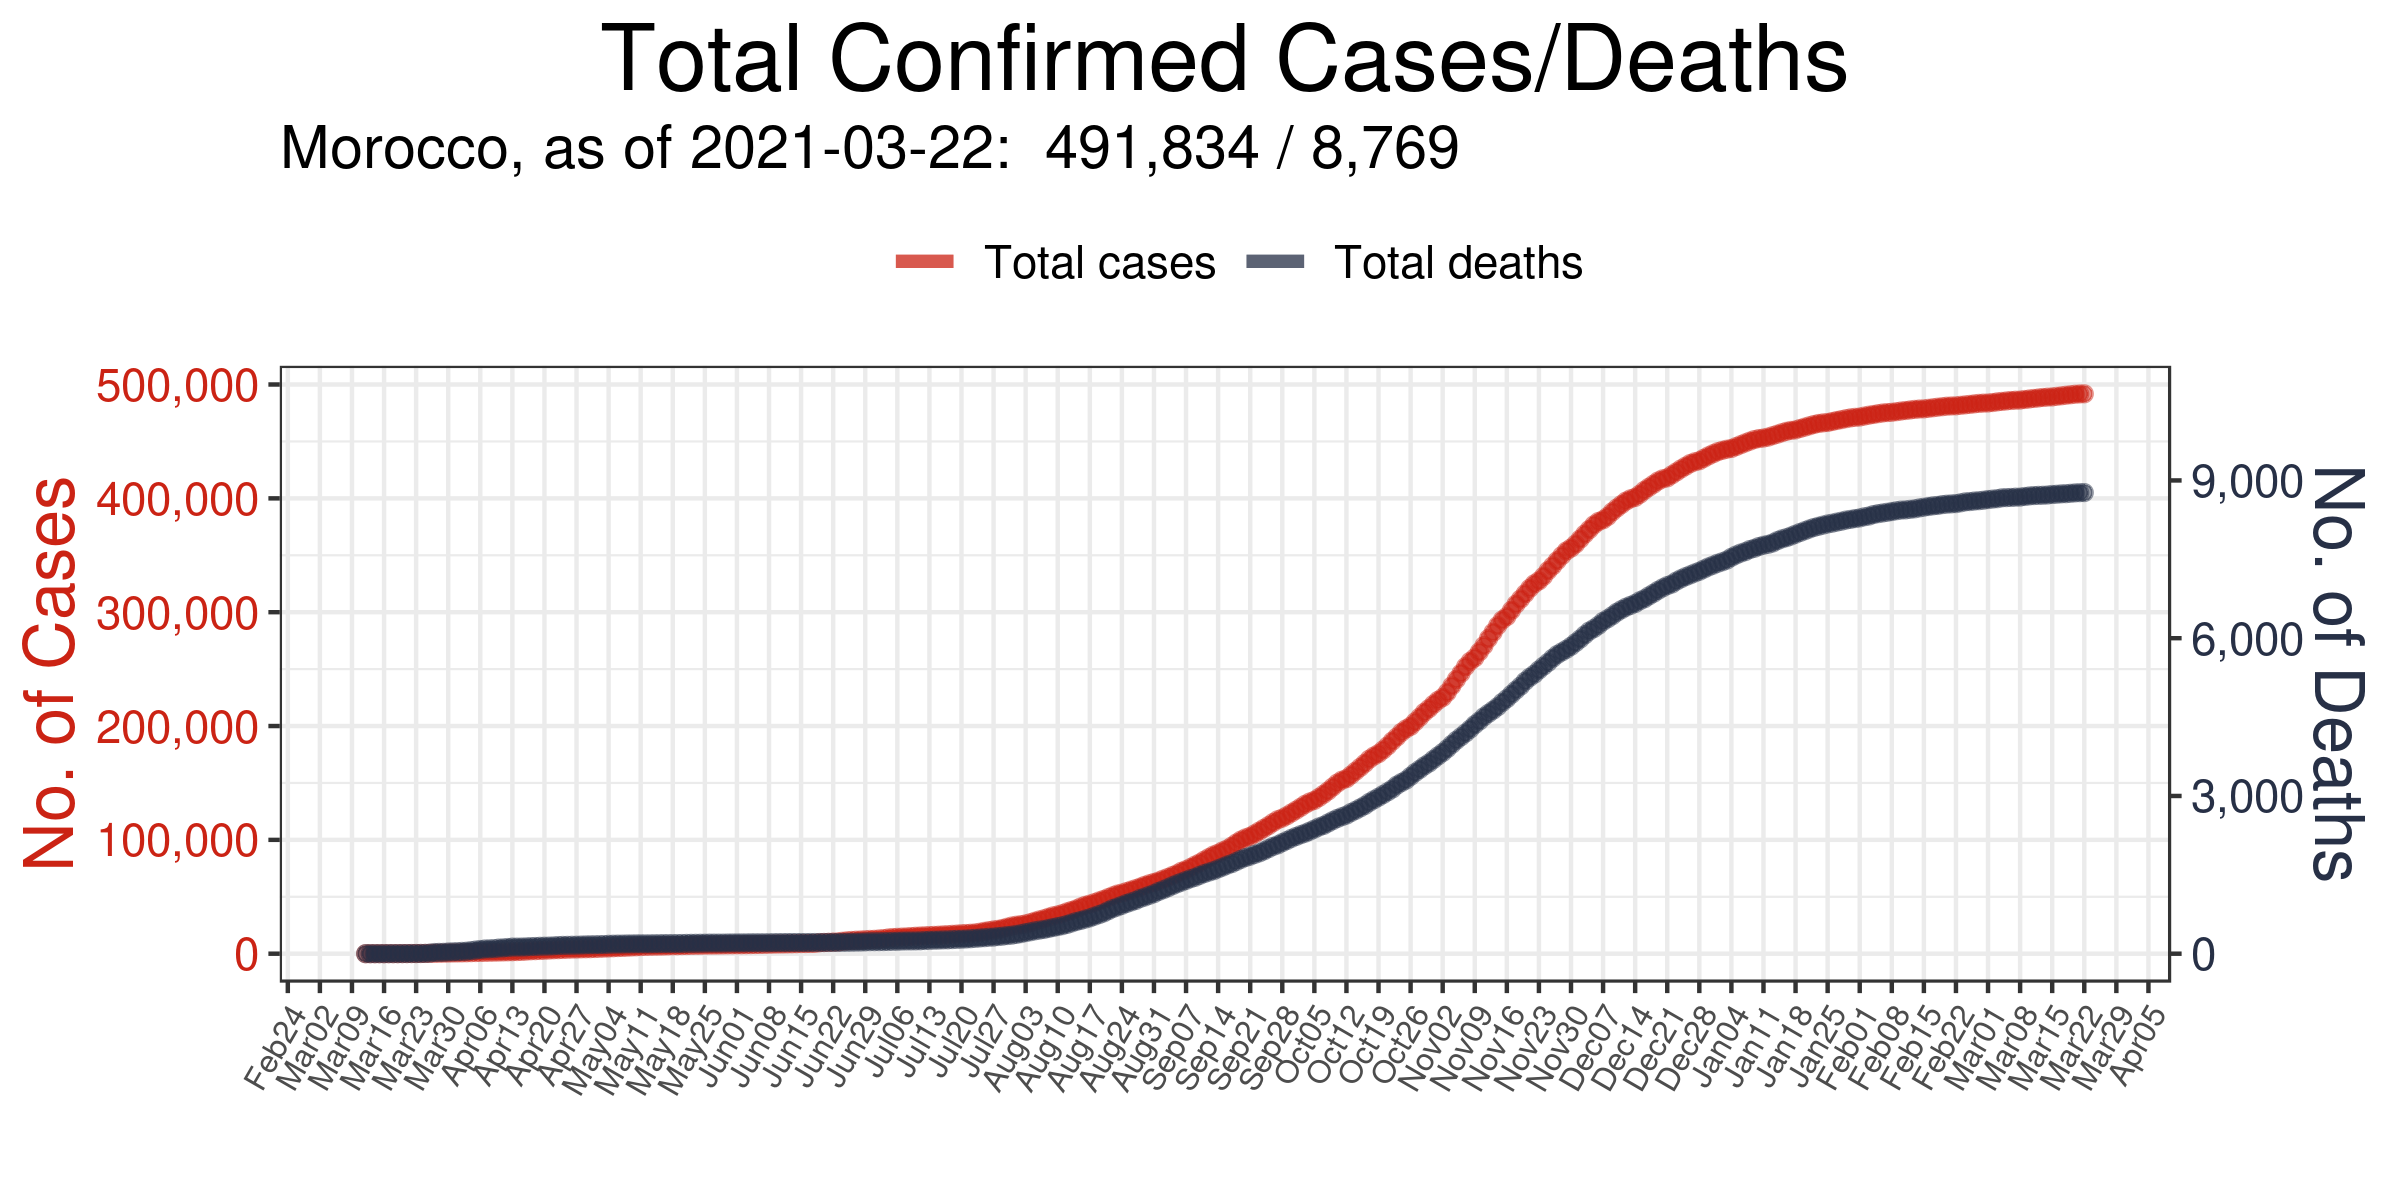 Total Confirmed Cases/Deaths
Morocco, as of 2021-03-22:  491,834 / 8,769
Total cases
Total deaths
No. of Cases
500,000
400,000
300,000
200,000
100,000
0
9,000
6,000
3,000
0
No. of Deaths
Feb24
Mar02
Mar09
Mar16
Mar23
Mar30
Apr06
Apr13
Apr20
Apr27
May04
May11
May18
May25
Jun01
Jun08
Jun15
Jun22
Jun29
Jul06
Jul13
Jul20
Jul27
Aug03
Aug10
Aug17
Aug24
Aug31
Sep07
Sep14
Sep21
Sep28
Oct05
Oct12
Oct19
Oct26
Nov02
Nov09
Nov16
Nov23
Nov30
Dec07
Dec14
Dec21
Dec28
Jan04
Jan11
Jan18
Jan25
Feb01
Feb08
Feb15
Feb22
Mar01
Mar08
Mar15
Mar22
Mar29
Apr05